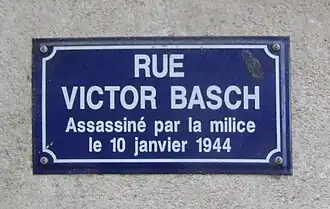 RUE
VICTOR BASCH
Assassiné par la milice
le 10 janvier 1944